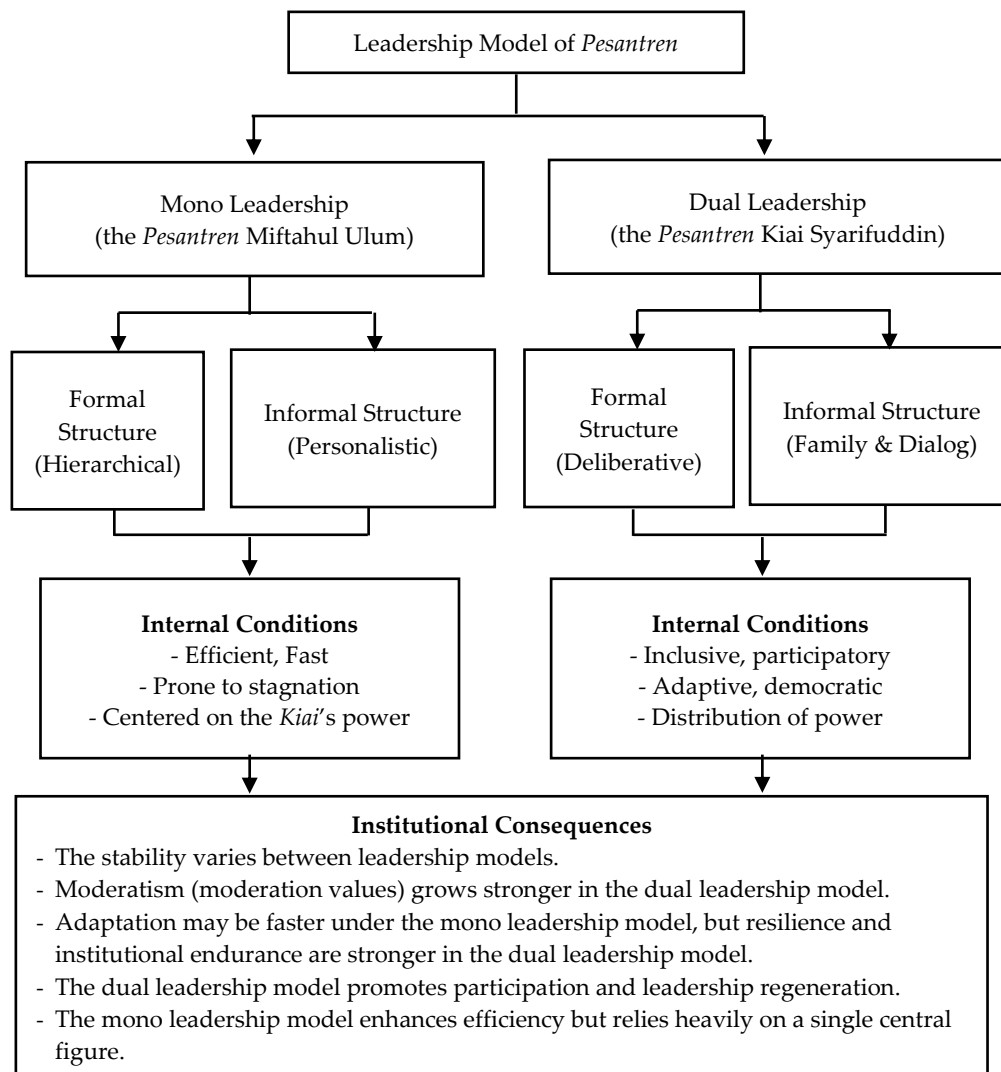 Leadership Model of Pesantren
Mono Leadership
(the Pesantren Miftahul Ulum)
Dual Leadership
(the Pesantren Kiai Syarifuddin)
Formal
Structure
(Hierarchical)
Informal Structure
(Personalistic)
Formal
Structure
(Deliberative)
Informal Structure
(Family & Dialog)
Internal Conditions
- Efficient, Fast
- Prone to stagnation
- Centered on the Kiai's power
Internal Conditions
- Inclusive, participatory
- Adaptive, democratic
- Distribution of power
Institutional Consequences
- The stability varies between leadership models.
- Moderatism (moderation values) grows stronger in the dual leadership model.
- Adaptation may be faster under the mono leadership model, but resilience and
institutional endurance are stronger in the dual leadership model.
- The dual leadership model promotes participation and leadership regeneration.
- The mono leadership model enhances efficiency but relies heavily on a single central
figure.